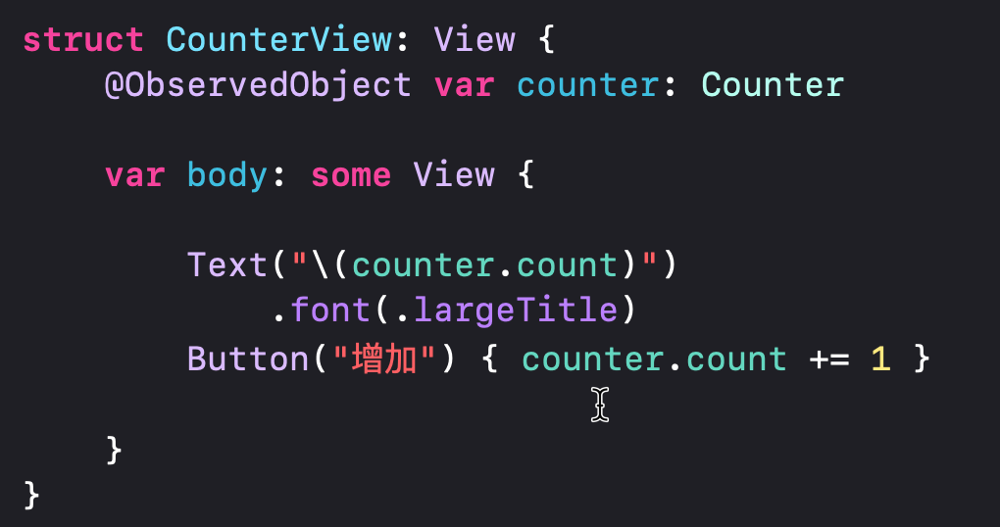 struct CounterView: View {
    @ObservedObject var counter: Counter
    var body: some View {
        Text("\(counter.count)")
            .font(.largeTitle)
        Button("增加") { counter.count += 1 }
    }
}